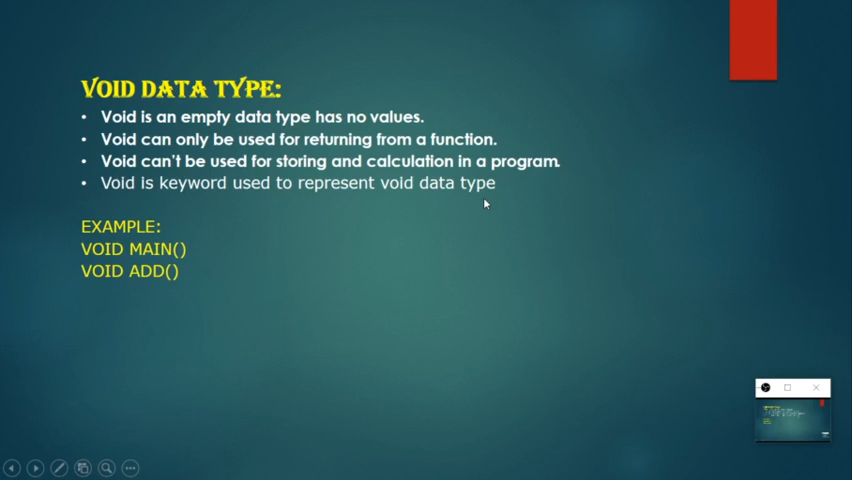 VOID DATA TYPE:
• Void is an empty data type has no values.
• Void can only be used for returning from a function.
• Void can't be used for storing and calculation in a program.
• Void is keyword used to represent void data type
EXAMPLE:
VOID MAIN()
VOID ADD()